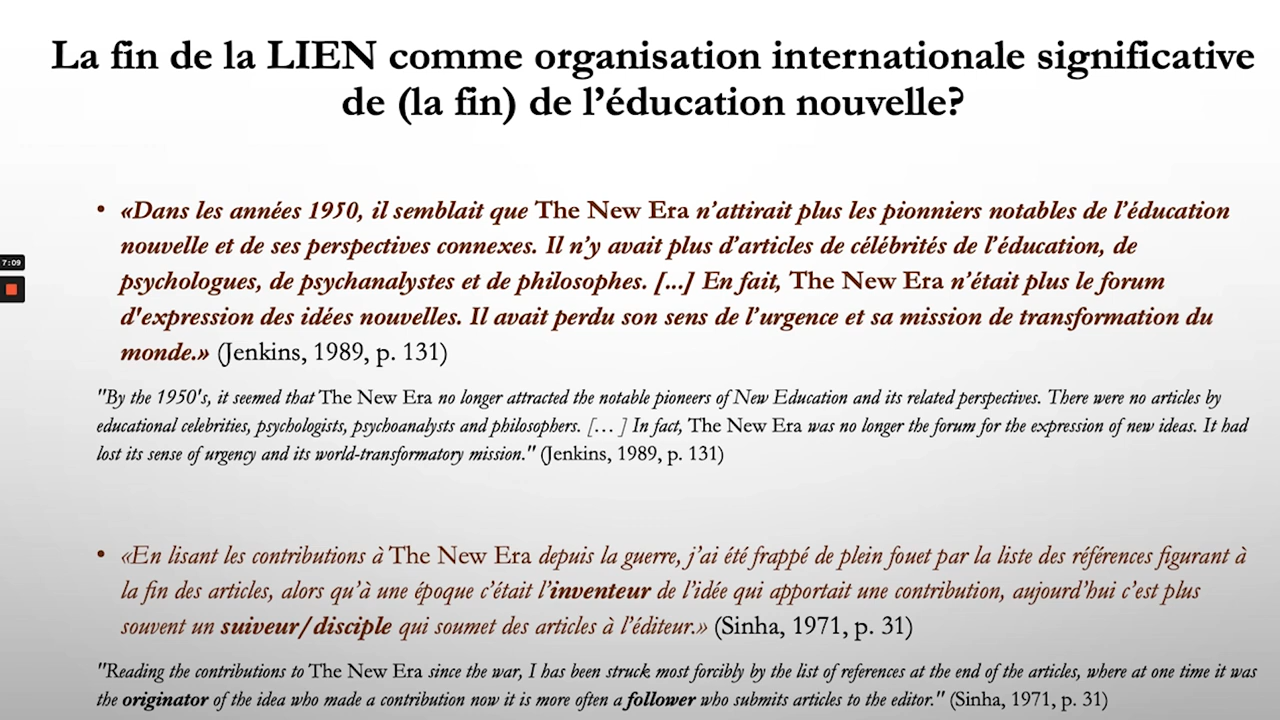 La fin de la LIEN comme organisation internationale significative
de (la fin) de l’éducation nouvelle?
• «Dans les années 1950, il semblait que The New Era n’attirait plus les pionniers notables de l’éducation
nouvelle et de ses perspectives connexes. Il n’y avait plus d’articles de célébrités de l’éducation, de
psychologues, de psychanalystes et de philosophes. [...] En fait, The New Era n’était plus le forum
d'expression des idées nouvelles. Il avait perdu son sens de l’urgence et sa mission de transformation du
monde.» (Jenkins, 1989, p. 131)
"By the 1950's, it seemed that The New Era no longer attracted the notable pioneers of New Education and its related perspectives. There were no articles by
educational celebrities, psychologists, psychoanalysts and philosophers. [… ] In fact, The New Era was no longer the forum for the expression of new ideas. It had
lost its sense of urgency and its world-transformatory mission." (Jenkins, 1989, p. 131)
7:09
• «En lisant les contributions à The New Era depuis la guerre, j’ai été frappé de plein fouet par la liste des références figurant à
la fin des articles, alors qu’à une époque c’était l’inventeur de l’idée qui apportait une contribution, aujourd’hui c’est plus
souvent un suiveur/disciple qui soumet des articles à l’éditeur.» (Sinha, 1971, p. 31)
"Reading the contributions to The New Era since the war, I has been struck most forcibly by the list of references at the end of the articles, where at one time it was
the originator of the idea who made a contribution now it is more often a follower who submits articles to the editor." (Sinha, 1971, p. 31)